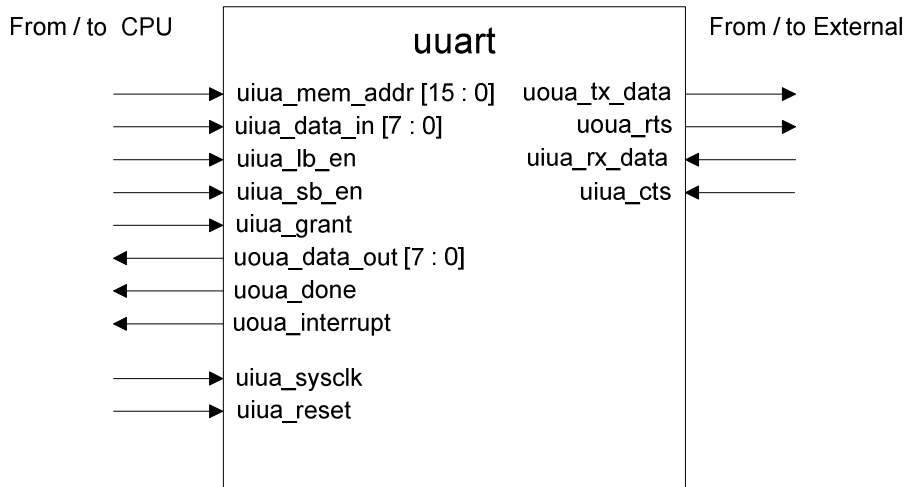 From / to CPU
uuart
From / to External
uiua_mem_addr [15 : 0]
uoua_tx_data
uiua_data_in [7 : 0]
uoua_rts
uiua_lb_en
uiua_rx_data
uiua_sb_en
uiua_cts
uiua_grant
uoua_data_out [7 : 0]
uoua_done
uoua_interrupt
uiua_sysclk
uiua_reset